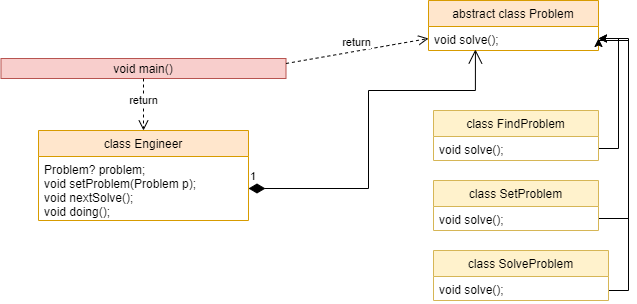 abstract class Problem
void solve();
return
void main()
return
class Engineer
Problem? problem;
void setProblem(Problem p);
void nextSolve();
void doing();
1
class FindProblem
void solve();
class SetProblem
void solve();
class SolveProblem
void solve();